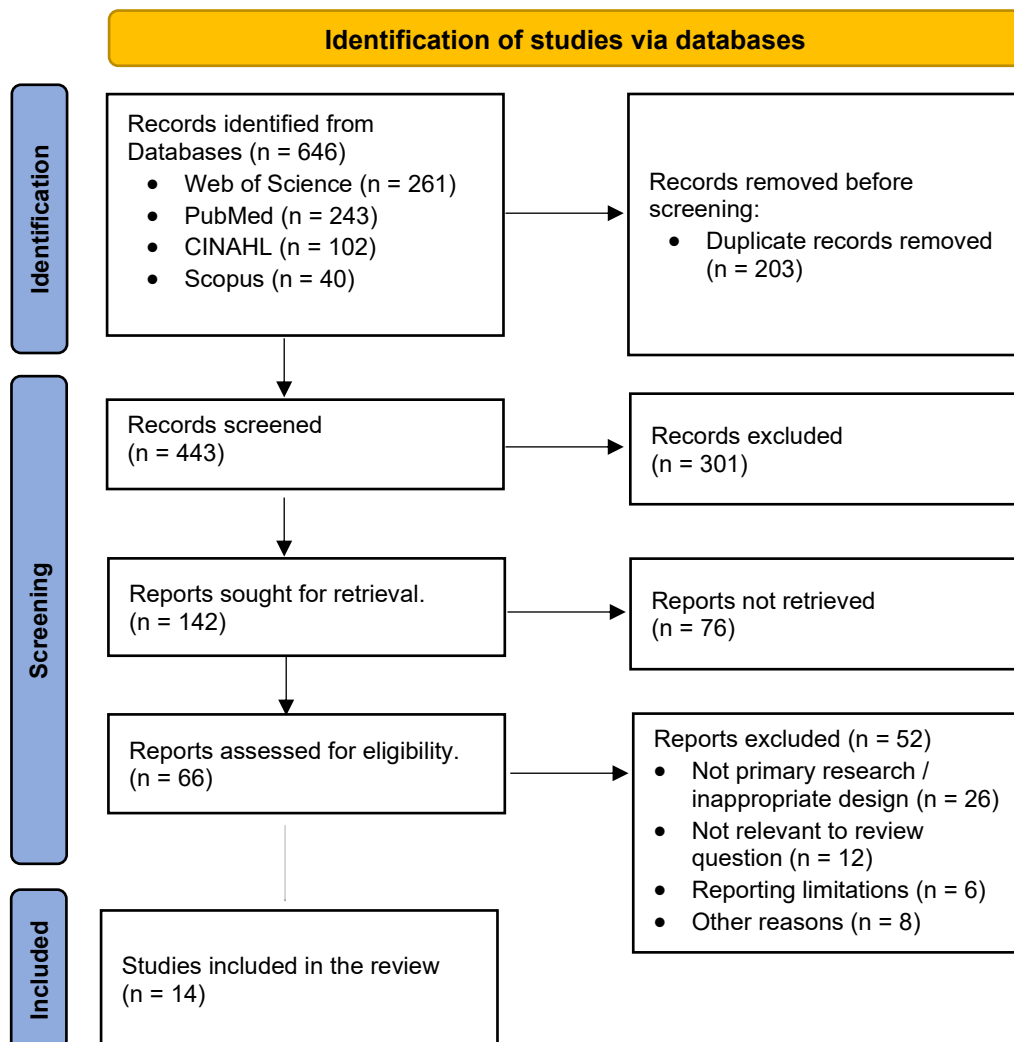 Identification of studies via databases
Identification
Records identified from
Databases (n = 646)
• Web of Science (n = 261)
• PubMed (n = 243)
• CINAHL (n = 102)
• Scopus (n = 40)
Records removed before
screening:
• Duplicate records removed
(n = 203)
Screening
Records screened
(n = 443)
Records excluded
(n = 301)
Reports sought for retrieval.
(n = 142)
Reports not retrieved
(n = 76)
Reports assessed for eligibility.
(n = 66)
Reports excluded (n = 52)
• Not primary research /
inappropriate design (n = 26)
• Not relevant to review
question (n = 12)
• Reporting limitations (n = 6)
• Other reasons (n = 8)
Included
Studies included in the review
(n = 14)